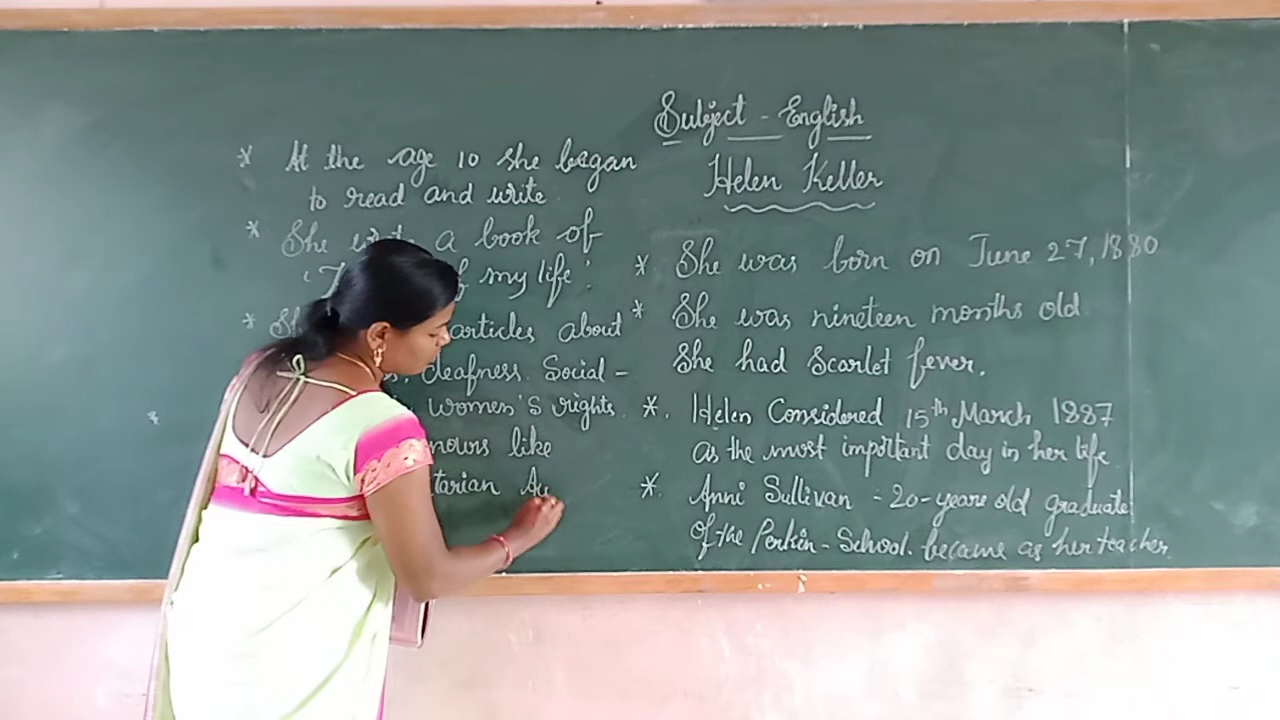 Subject - English
Helen Keller
* She was born on June 27, 1880
* She was nineteen months old
She had Scarlet fever.
*. Helen Considered 15th March 1887
as the most important day in her life.
*. Anni Sullivan - 20-years old graduate
of the Perkin - School. became as her teacher.
* At the age 10 she began
to read and write
* She a book of
of my life'.
* articles about
deafness. Social -
women's rights.
like
*